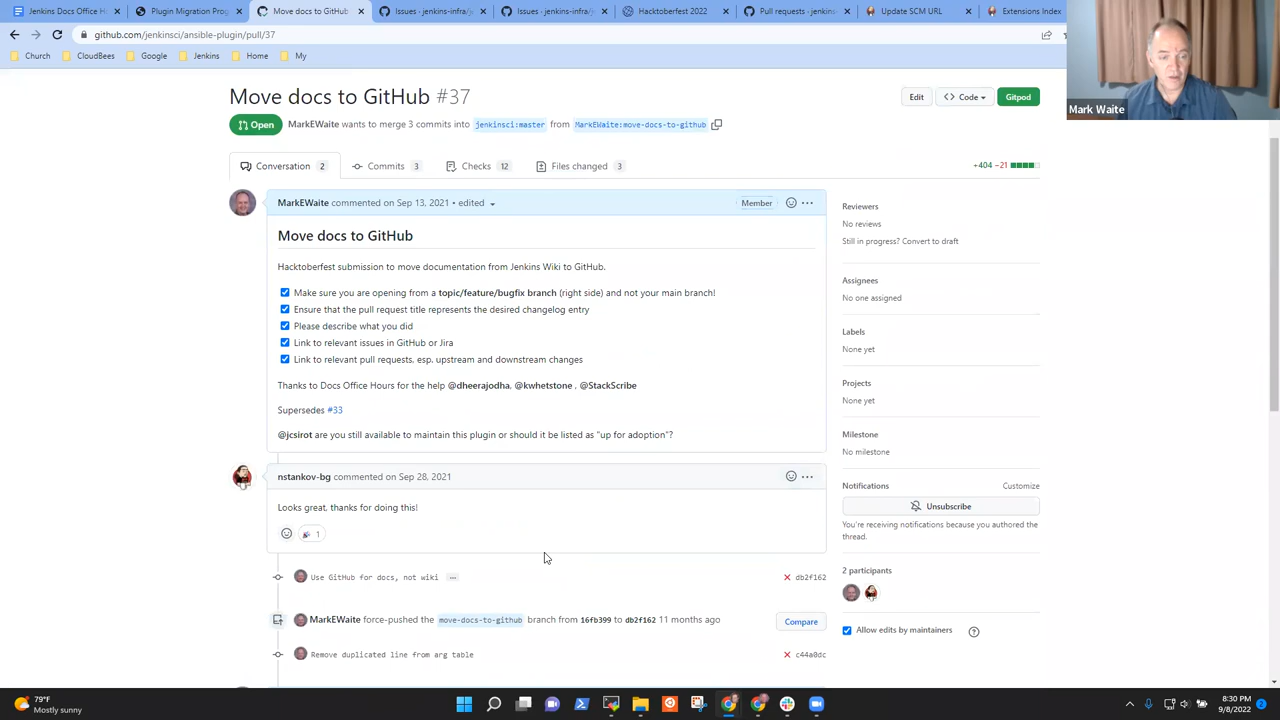 Docs Office H
Plugin Migration Pro
Move docs to GitHub
Issues · jenkins-infra/j
Issues · jenkins-infra/
Hacktoberfest 2022
Pull requests · jenkins
Update SCM URL
Extension Index
github.com/jenkinsci/ansible-plugin/pull/37
Church
CloudBees
Google
Jenkins
Home
My
Mark Waite
Move docs to GitHub #37
Edit
Code
Gitpod
Open
MarkEWaite wants to merge 3 commits into jenkinsci:master from MarkEWaite:move-docs-to-github
Conversation 2
Commits 3
Checks 12
Files changed 3
+404 −21
MarkEWaite commented on Sep 13, 2021 • edited
Member
Move docs to GitHub
Hacktoberfest submission to move documentation from Jenkins Wiki to GitHub.
Make sure you are opening from a topic/feature/bugfix branch (right side) and not your main branch!
Ensure that the pull request title represents the desired changelog entry
Please describe what you did
Link to relevant issues in GitHub or Jira
Link to relevant pull requests, esp. upstream and downstream changes
Thanks to Docs Office Hours for the help @dheerajodha, @kwhetstone , @StackScribe
Supersedes #33
@jcsirot are you still available to maintain this plugin or should it be listed as "up for adoption"?
nstankov-bg commented on Sep 28, 2021
Looks great, thanks for doing this!
1
Use GitHub for docs, not wiki
db2f162
MarkEWaite force-pushed the move-docs-to-github branch from 16fb399 to db2f162 11 months ago
Compare
Remove duplicated line from arg table
c44a0dc
Reviewers
No reviews
Still in progress? Convert to draft
Assignees
No one assigned
Labels
None yet
Projects
None yet
Milestone
No milestone
Notifications
Customize
Unsubscribe
You're receiving notifications because you authored the
thread.
2 participants
Allow edits by maintainers
79°F
Mostly sunny
8:30 PM
9/8/2022
2